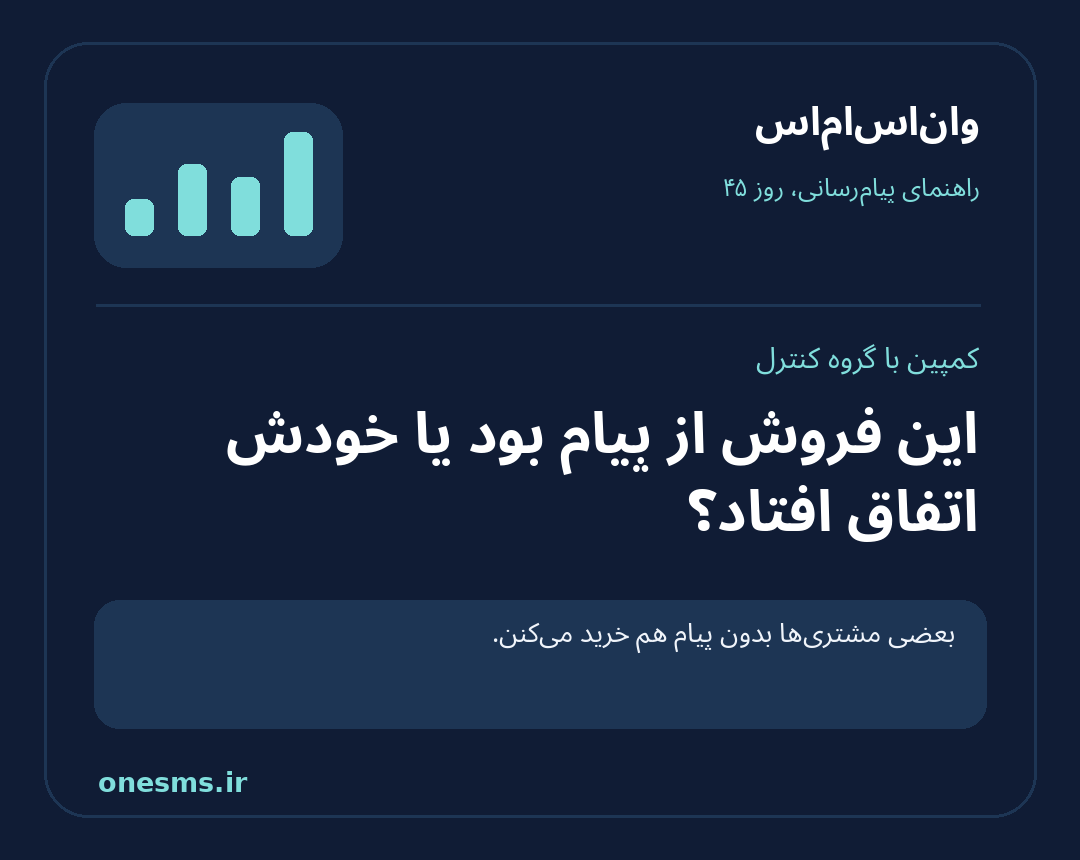 وان‌اس‌ام‌اس
راهنمای پیام‌رسانی، روز ۴۵
کمپین با گروه کنترل
این فروش از پیام بود یا خودش
اتفاق افتاد؟
بعضی مشتری‌ها بدون پیام هم خرید می‌کنن.
onesms.ir